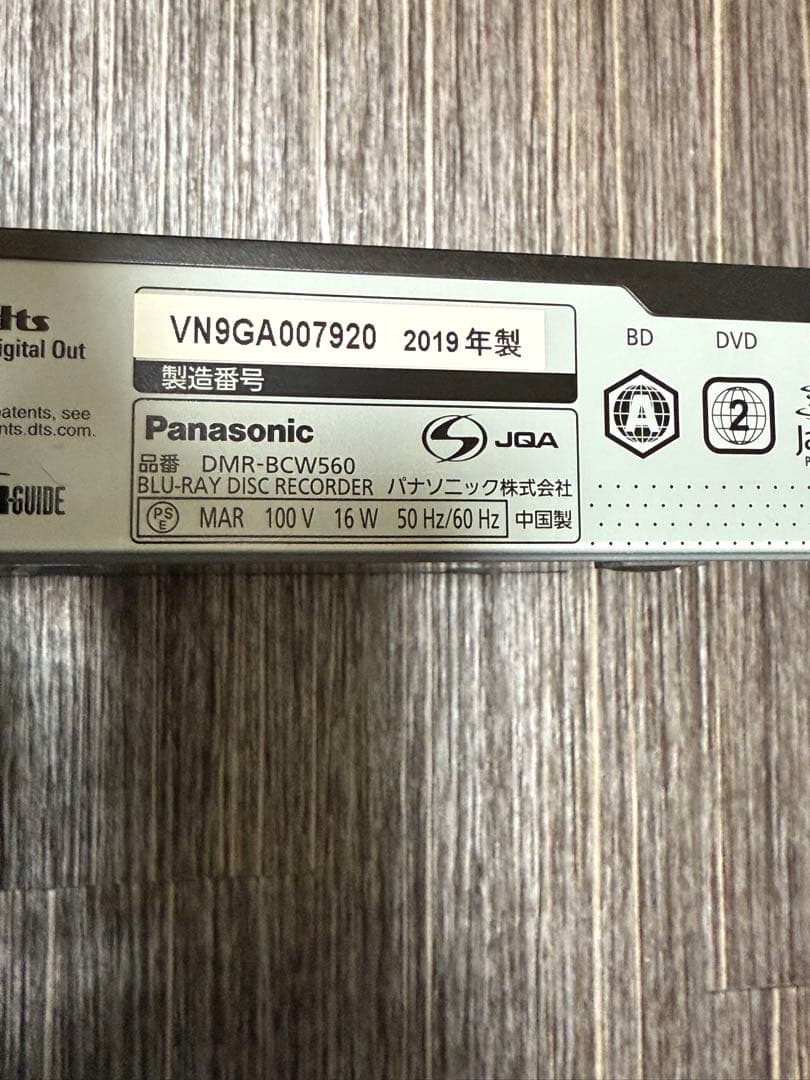 dts
Digital Out
patents, see
nts.dts.com.
G-GUIDE
VN9GA007920 2019年製
製造番号
Panasonic JQA
品番 DMR-BCW560
BLU-RAY DISC RECORDER パナソニック株式会社
PS E MAR 100 V 16 W 50 Hz/60 Hz 中国製
BD DVD
A 2